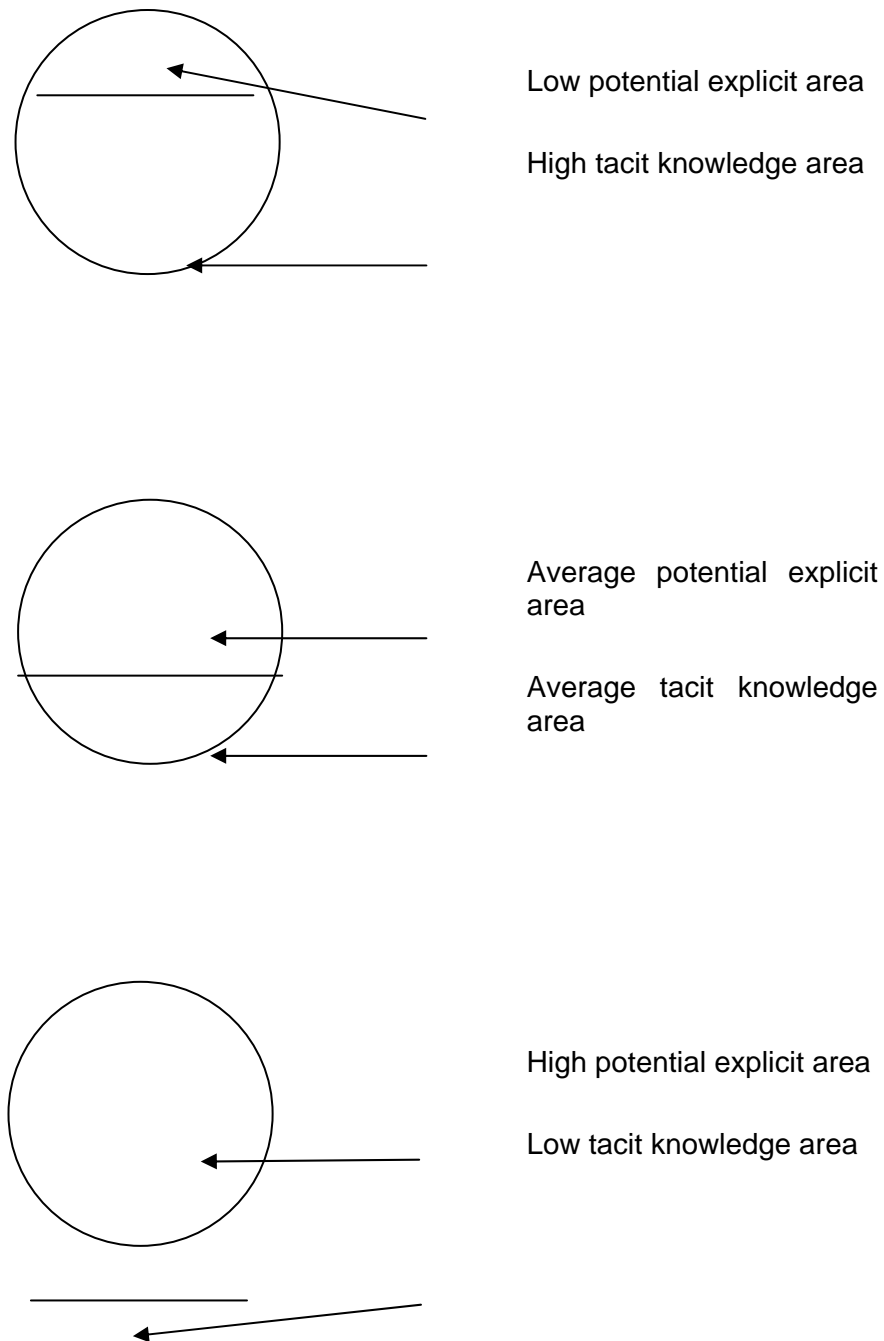 Low potential explicit area
High tacit knowledge area
Average potential explicit
area
Average tacit knowledge
area
High potential explicit area
Low tacit knowledge area